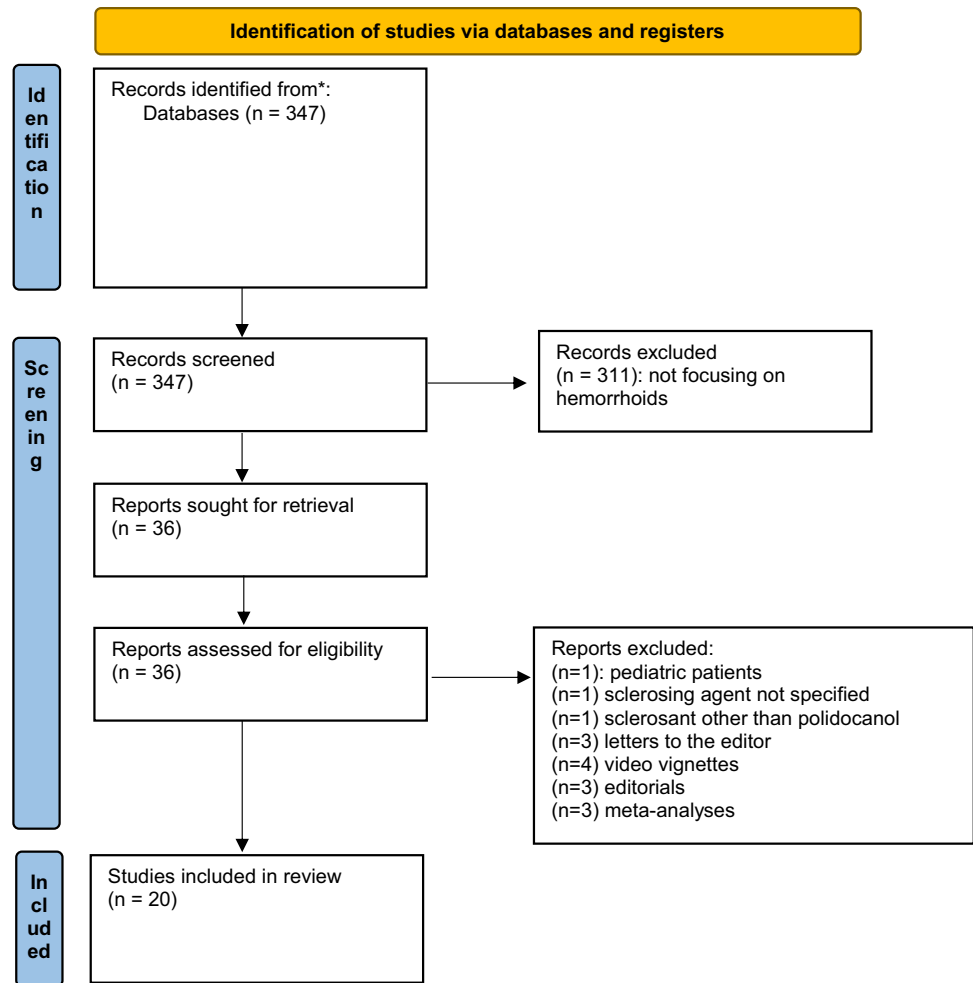 Identification of studies via databases and registers
Id
en
tifi
ca
tio
n
Records identified from*:
Databases (n = 347)
Sc
re
en
in
g
Records screened
(n = 347)
Records excluded
(n = 311): not focusing on
hemorrhoids
Reports sought for retrieval
(n = 36)
Reports assessed for eligibility
(n = 36)
Reports excluded:
(n=1): pediatric patients
(n=1) sclerosing agent not specified
(n=1) sclerosant other than polidocanol
(n=3) letters to the editor
(n=4) video vignettes
(n=3) editorials
(n=3) meta-analyses
In
cl
ud
ed
Studies included in review
(n = 20)